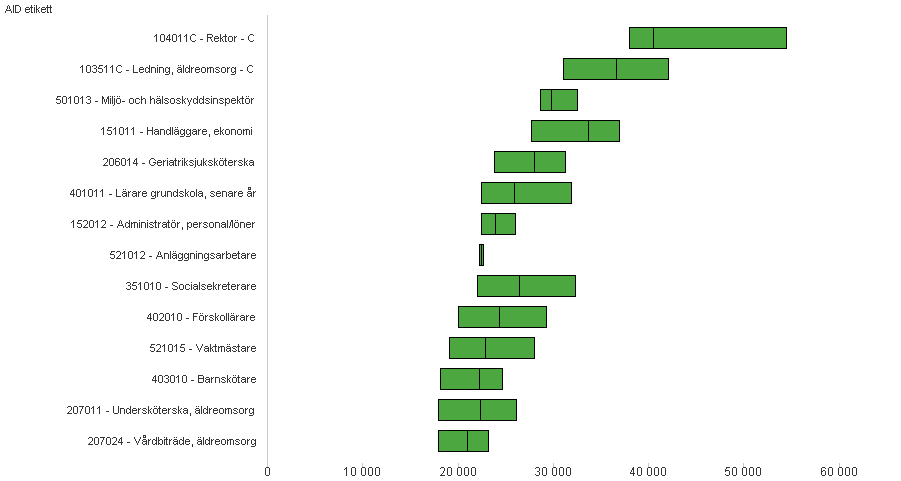 AID etikett
104011C - Rektor - C
103511C - Ledning, äldreomsorg - C
501013 - Miljö- och hälsoskyddsinspektör
151011 - Handläggare, ekonomi
206014 - Geriatriksjuksköterska
401011 - Lärare grundskola, senare år
152012 - Administratör, personal/löner
521012 - Anläggningsarbetare
351010 - Socialsekreterare
402010 - Förskollärare
521015 - Vaktmästare
403010 - Barnskötare
207011 - Undersköterska, äldreomsorg
207024 - Vårdbiträde, äldreomsorg
0 10 000 20 000 30 000 40 000 50 000 60 000